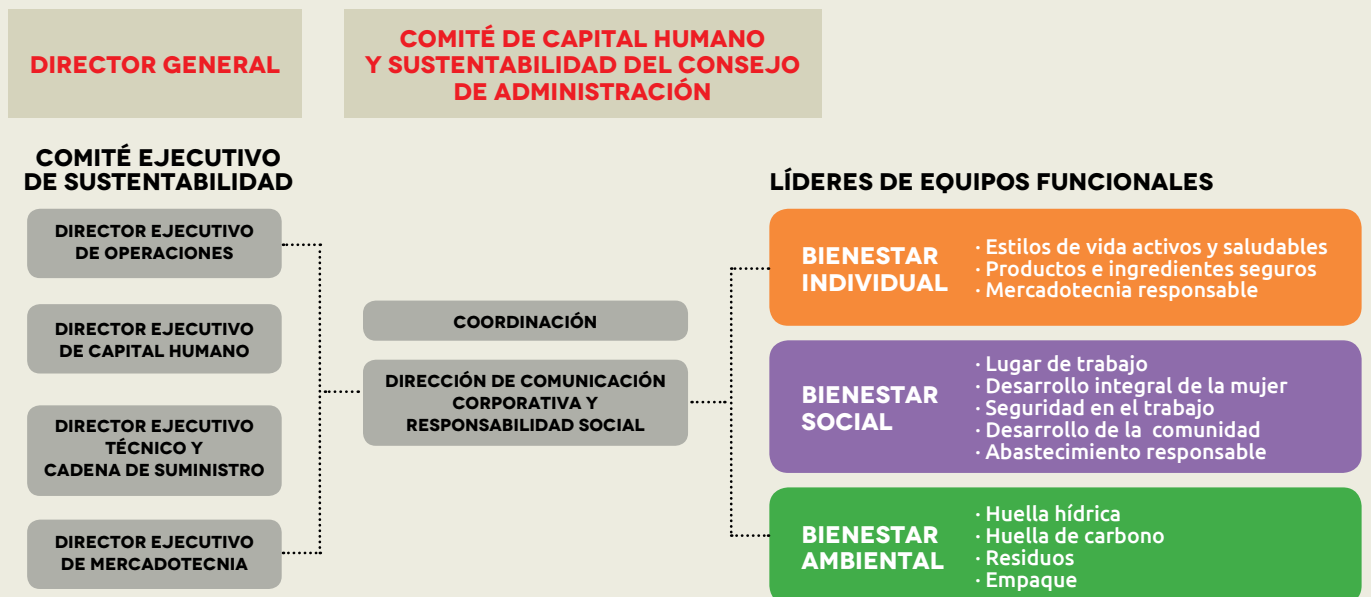 DIRECTOR GENERAL
COMITÉ DE CAPITAL HUMANO
Y SUSTENTABILIDAD DEL CONSEJO
DE ADMINISTRACIÓN
COMITÉ EJECUTIVO
DE SUSTENTABILIDAD
DIRECTOR EJECUTIVO
DE OPERACIONES
DIRECTOR EJECUTIVO
DE CAPITAL HUMANO
DIRECTOR EJECUTIVO
TÉCNICO Y
CADENA DE SUMINISTRO
DIRECTOR EJECUTIVO
DE MERCADOTECNIA
COORDINACIÓN
DIRECCIÓN DE COMUNICACIÓN
CORPORATIVA Y
RESPONSABILIDAD SOCIAL
LÍDERES DE EQUIPOS FUNCIONALES
BIENESTAR
INDIVIDUAL
· Estilos de vida activos y saludables
· Productos e ingredientes seguros
· Mercadotecnia responsable
BIENESTAR
SOCIAL
· Lugar de trabajo
· Desarrollo integral de la mujer
· Seguridad en el trabajo
· Desarrollo de la comunidad
· Abastecimiento responsable
BIENESTAR
AMBIENTAL
· Huella hídrica
· Huella de carbono
· Residuos
· Empaque